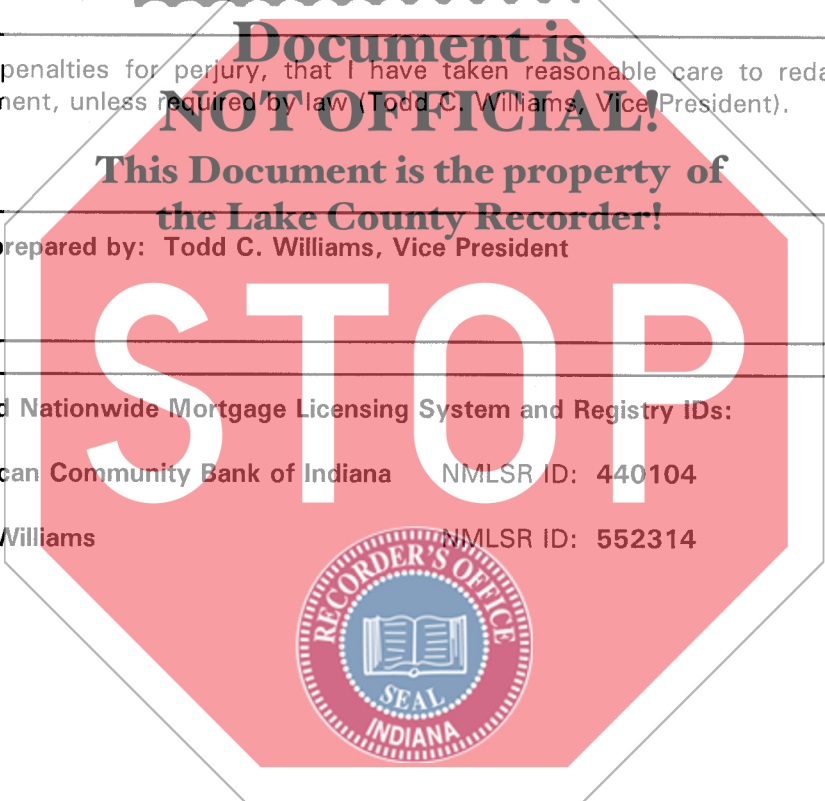 Document is
penalties for perjury, that I have taken reasonable care to
unless required by law (Todd C. Williams, Vice President).
NOT OFFICIAL!
This Document is the property of
the Lake County Recorder!
prepared by: Todd C. Williams, Vice President
STOP
Nationwide Mortgage Licensing System and Registry IDs:
Community Bank of Indiana NMLSR ID: 440104
Williams NMLSR ID: 552314
RECORDER'S OFFICE
SEAL
INDIANA